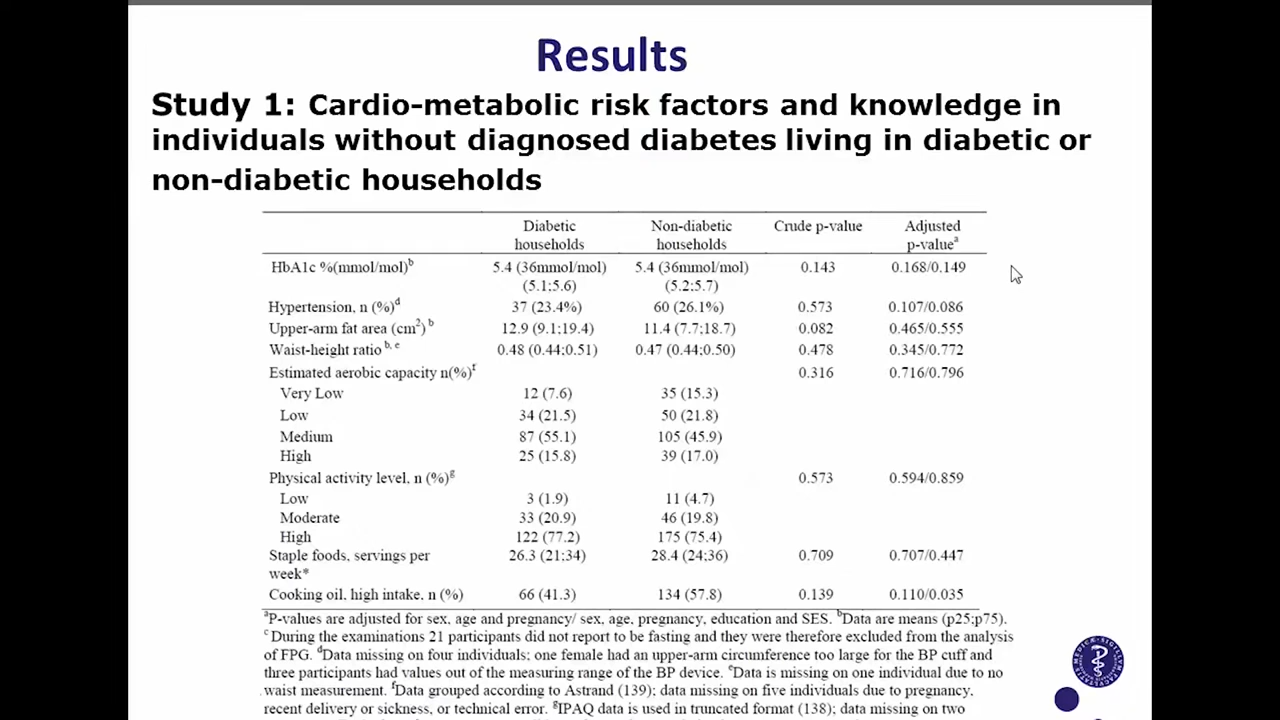 Results
Study 1: Cardio-metabolic risk factors and knowledge in
individuals without diagnosed diabetes living in diabetic or
non-diabetic households
Diabetic households Non-diabetic households Crude p-value Adjusted p-valueᵃ
HbA1c %(mmol/mol)ᵇ 5.4 (36mmol/mol) (5.1;5.6) 5.4 (36mmol/mol) (5.2;5.7) 0.143 0.168/0.149
Hypertension, n (%)ᵈ 37 (23.4%) 60 (26.1%) 0.573 0.107/0.086
Upper-arm fat area (cm²) ᵇ 12.9 (9.1;19.4) 11.4 (7.7;18.7) 0.082 0.465/0.555
Waist-height ratio ᵇ, ᵉ 0.48 (0.44;0.51) 0.47 (0.44;0.50) 0.478 0.345/0.772
Estimated aerobic capacity n(%)ᶠ 0.316 0.716/0.796
Very Low 12 (7.6) 35 (15.3)
Low 34 (21.5) 50 (21.8)
Medium 87 (55.1) 105 (45.9)
High 25 (15.8) 39 (17.0)
Physical activity level, n (%)ᵍ 0.573 0.594/0.859
Low 3 (1.9) 11 (4.7)
Moderate 33 (20.9) 46 (19.8)
High 122 (77.2) 175 (75.4)
Staple foods, servings per week* 26.3 (21;34) 28.4 (24;36) 0.709 0.707/0.447
Cooking oil, high intake, n (%) 66 (41.3) 134 (57.8) 0.139 0.110/0.035
ᵃP-values are adjusted for sex, age and pregnancy/ sex, age, pregnancy, education and SES. ᵇData are means (p25;p75).
ᶜDuring the examinations 21 participants did not report to be fasting and they were therefore excluded from the analysis
of FPG. ᵈData missing on four individuals; one female had an upper-arm circumference too large for the BP cuff and
three participants had values out of the measuring range of the BP device. ᵉData is missing on one individual due to no
waist measurement. ᶠData grouped according to Astrand (139); data missing on five individuals due to pregnancy,
recent delivery or sickness, or technical error. ᵍIPAQ data is used in truncated format (138); data missing on two